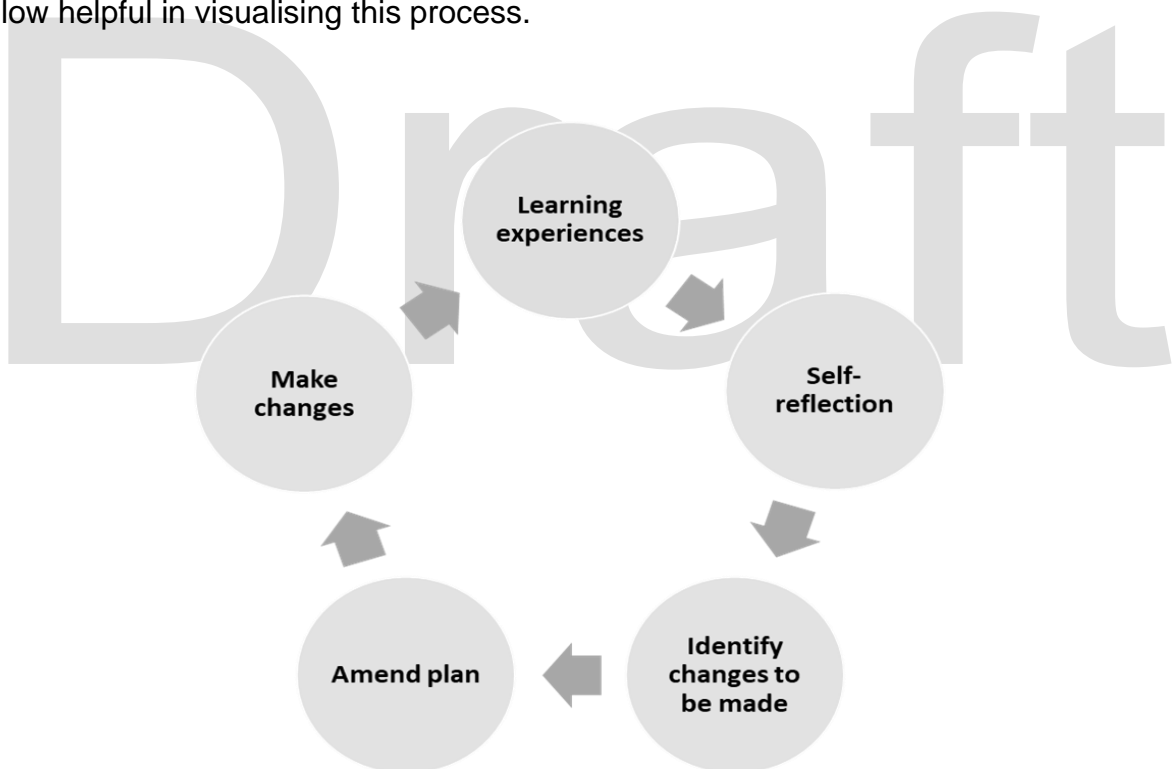 low helpful in visualising this process.
Draft
Learning
experiences
Self-
reflection
Identify
changes to
be made
Amend plan
Make
changes